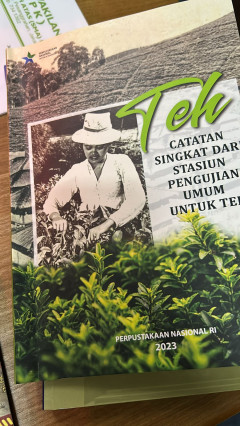 Teh
CATATAN
SINGKAT DARI
STASIUN
PENGUJIAN
UMUM
UNTUK TEH
PERPUSTAKAAN NASIONAL RI
2023